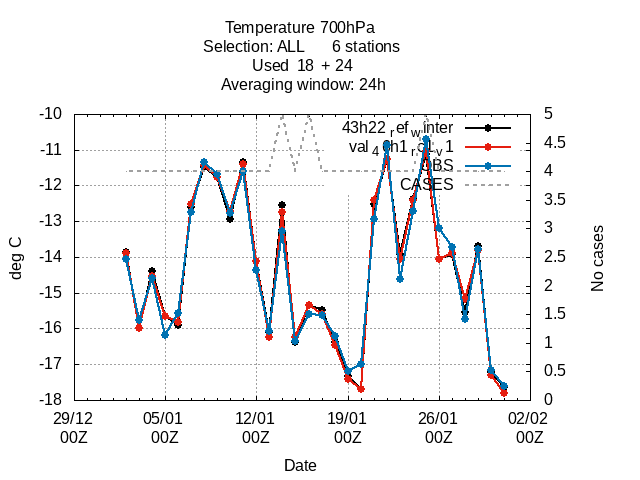 Temperature 700hPa
Selection: ALL 6 stations
Used 18 + 24
Averaging window: 24h
deg C
-10
-11
-12
-13
-14
-15
-16
-17
-18
5
4.5
4
3.5
3
2.5
2
1.5
1
0.5
0
No cases
43h22 ref winter
OBS
CASES
29/12 05/01 12/01 19/01 26/01 02/02
00Z 00Z 00Z 00Z 00Z 00Z
Date